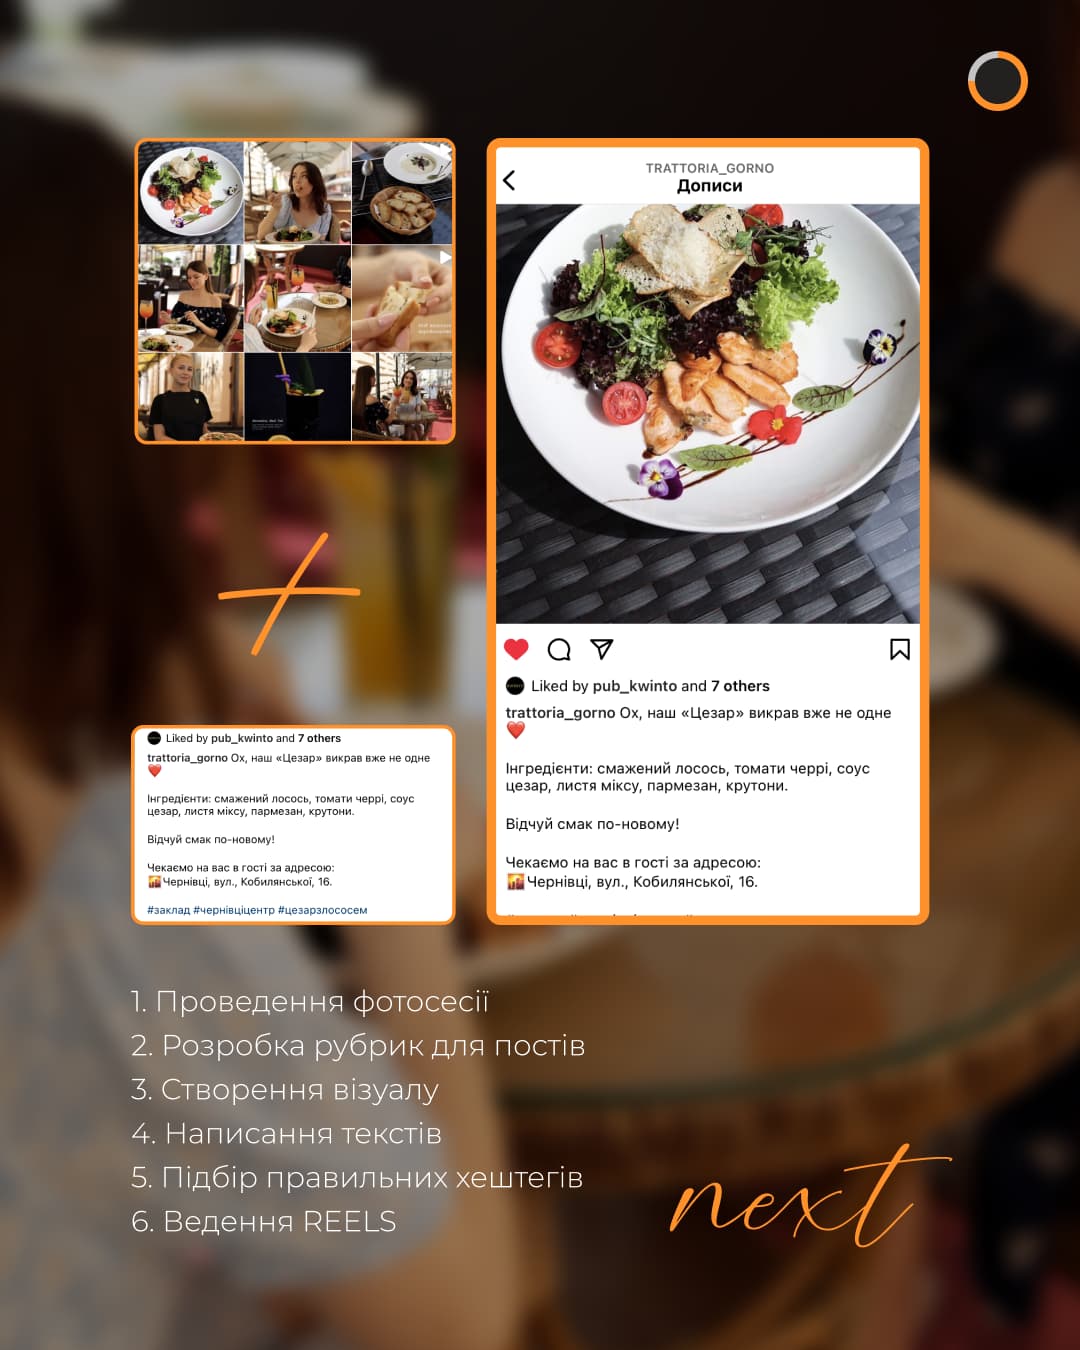 TRATTORIA_GORNO
Дописи
Liked by pub_kwinto and 7 others
trattoria_gorno Ох, наш «Цезар» викрав вже не одне
❤️
Інгредієнти: смажений лосось, томати черрі, соус
цезар, листя міксу, пармезан, крутони.
Відчуй смак по-новому!
Чекаємо на вас в гості за адресою:
🌇Чернівці, вул., Кобилянської, 16.
Liked by pub_kwinto and 7 others
trattoria_gorno Ох, наш «Цезар» викрав вже не одне
❤️
Інгредієнти: смажений лосось, томати черрі, соус
цезар, листя міксу, пармезан, крутони.
Відчуй смак по-новому!
Чекаємо на вас в гості за адресою:
🌇Чернівці, вул., Кобилянської, 16.
#заклад #чернівціцентр #цезарзлососем
1. Проведення фотосесії
2. Розробка рубрик для постів
3. Створення візуалу
4. Написання текстів
5. Підбір правильних хештегів
6. Ведення REELS
next